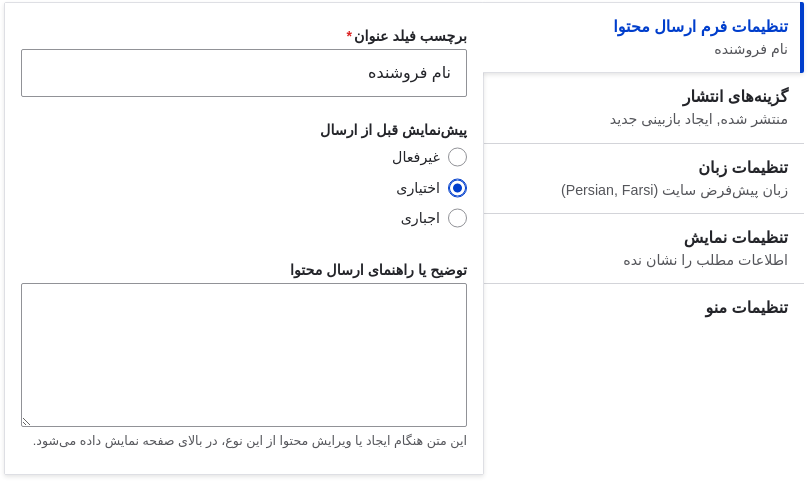 تنظیمات فرم ارسال محتوا
نام فروشنده
گزینه‌های انتشار
منتشر شده, ایجاد بازبینی جدید
تنظیمات زبان
زبان پیش‌فرض سایت (Persian, Farsi)
تنظیمات نمایش
اطلاعات مطلب را نشان نده
تنظیمات منو
برچسب فیلد عنوان*
نام فروشنده
پیش‌نمایش قبل از ارسال
غیرفعال
اختیاری
اجباری
توضیح یا راهنمای ارسال محتوا
این متن هنگام ایجاد یا ویرایش محتوا از این نوع، در بالای صفحه نمایش داده می‌شود.